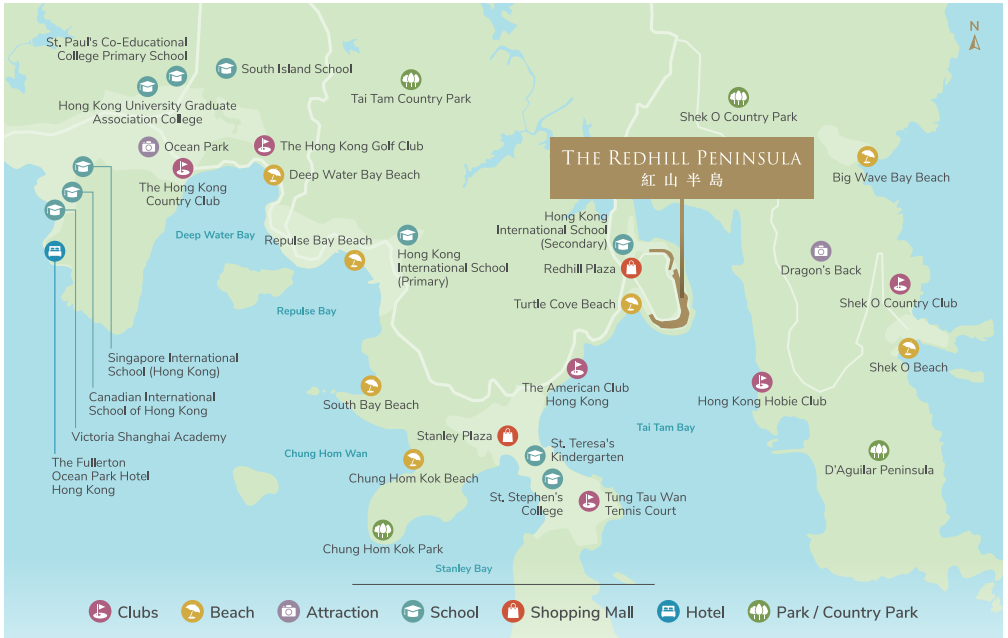 N
St. Paul's Co-Educational
College Primary School
South Island School
Hong Kong University Graduate
Association College
Tai Tam Country Park
Shek O Country Park
Ocean Park
The Hong Kong Golf Club
The Hong Kong
Country Club
Deep Water Bay Beach
THE REDHILL PENINSULA
紅山半島
Big Wave Bay Beach
Deep Water Bay
Repulse Bay Beach
Hong Kong
International School
(Primary)
Hong Kong
International School
(Secondary)
Redhill Plaza
Turtle Cove Beach
Dragon's Back
Shek O Country Club
Repulse Bay
Singapore International
School (Hong Kong)
Canadian International
School of Hong Kong
Victoria Shanghai Academy
The Fullerton
Ocean Park Hotel
Hong Kong
South Bay Beach
The American Club
Hong Kong
Hong Kong Hobie Club
Shek O Beach
Stanley Plaza
Tai Tam Bay
Chung Hom Wan
Chung Hom Kok Beach
St. Teresa's
Kindergarten
D'Aguilar Peninsula
St. Stephen's
College
Tung Tau Wan
Tennis Court
Chung Hom Kok Park
Stanley Bay
Clubs
Beach
Attraction
School
Shopping Mall
Hotel
Park / Country Park